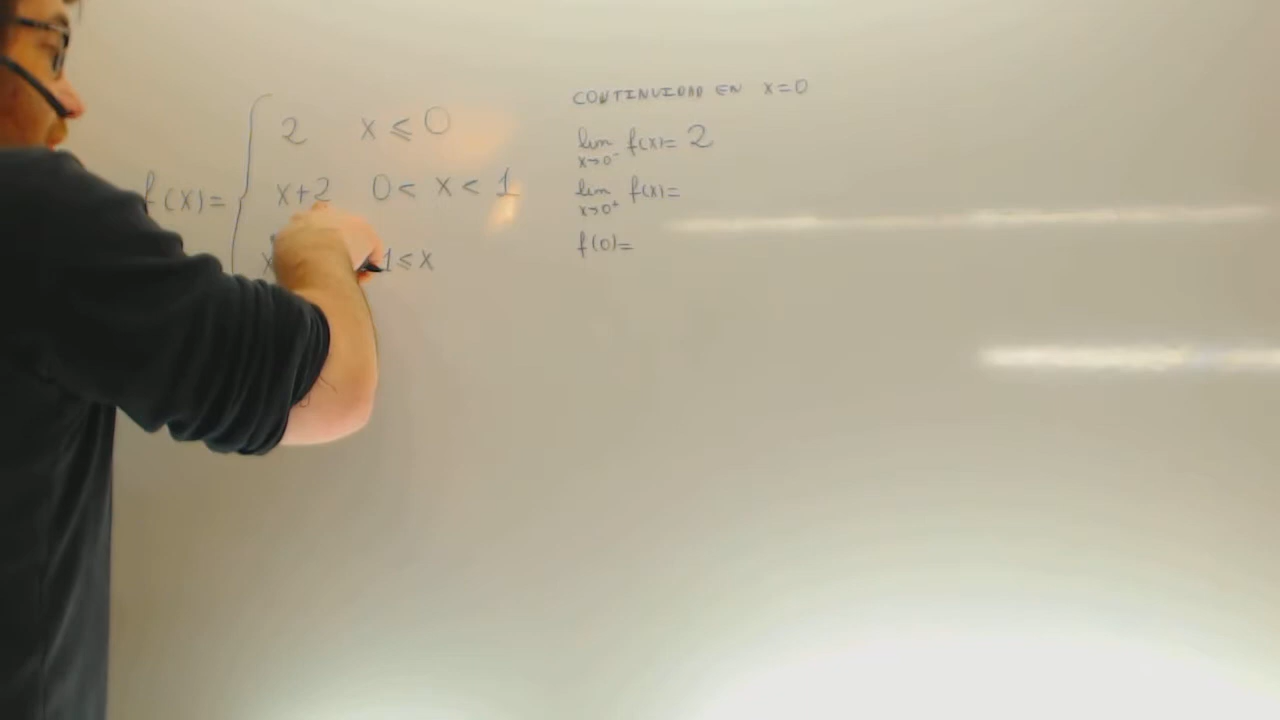 2 x ⩽ 0
f(x)= x+2 0 < x < 1
x 1 ⩽ x
CONTINUIDAD EN x=0
lim x→0⁻ f(x)= 2
lim x→0⁺ f(x)=
f(0)=